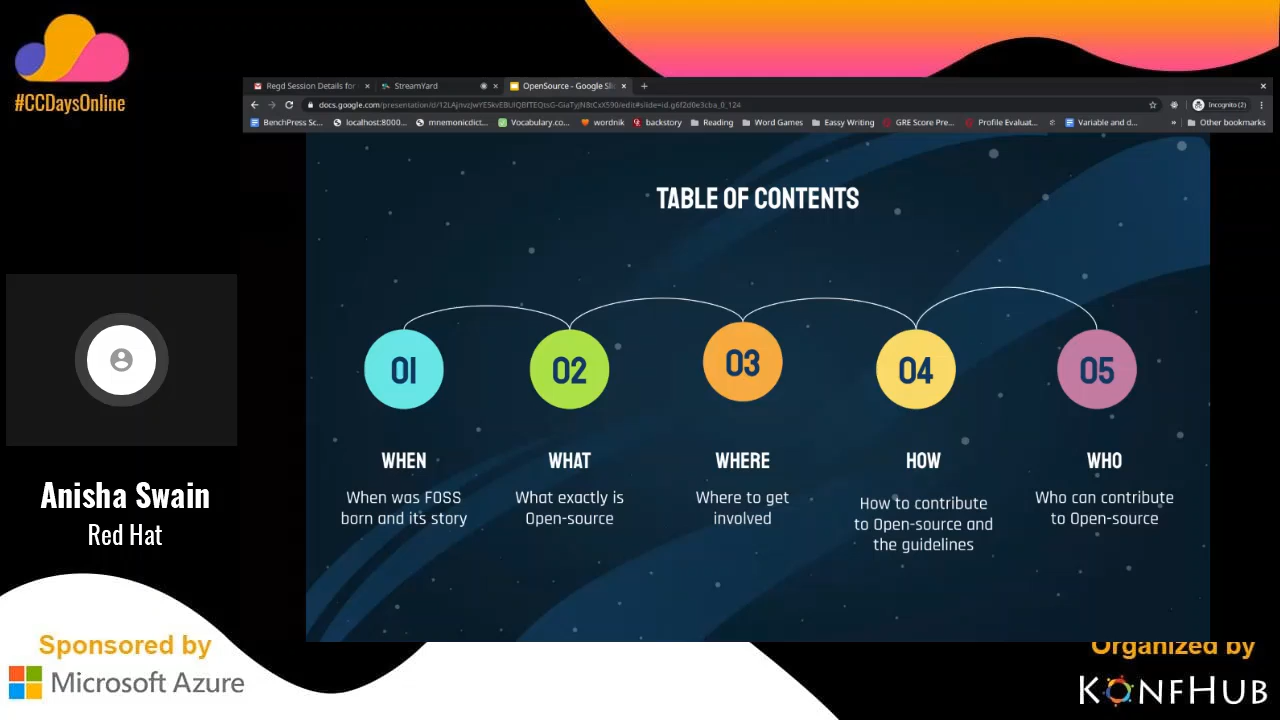 #CCDaysOnline
Regd Session Details for
StreamYard
OpenSource - Google Sli
docs.google.com/presentation/d/12LAjnvzJwYE5kvEBUIQBfTEQtsG-GiaTyJN8tCxX590/edit#slide=id.g6f2d0e3cba_0_124
Incognito (2)
BenchPress Sc...
localhost:8000...
mnemonicdict...
Vocabulary.co...
wordnik
backstory
Reading
Word Games
Eassy Writing
GRE Score Pre...
Profile Evaluat...
Variable and d...
»
Other bookmarks
TABLE OF CONTENTS
01
02
03
04
05
WHEN
WHAT
WHERE
HOW
WHO
When was FOSS
born and its story
What exactly is
Open-source
Where to get
involved
How to contribute
to Open-source and
the guidelines
Who can contribute
to Open-source
Anisha Swain
Red Hat
Sponsored by
Microsoft Azure
Organized by
KONFHUB